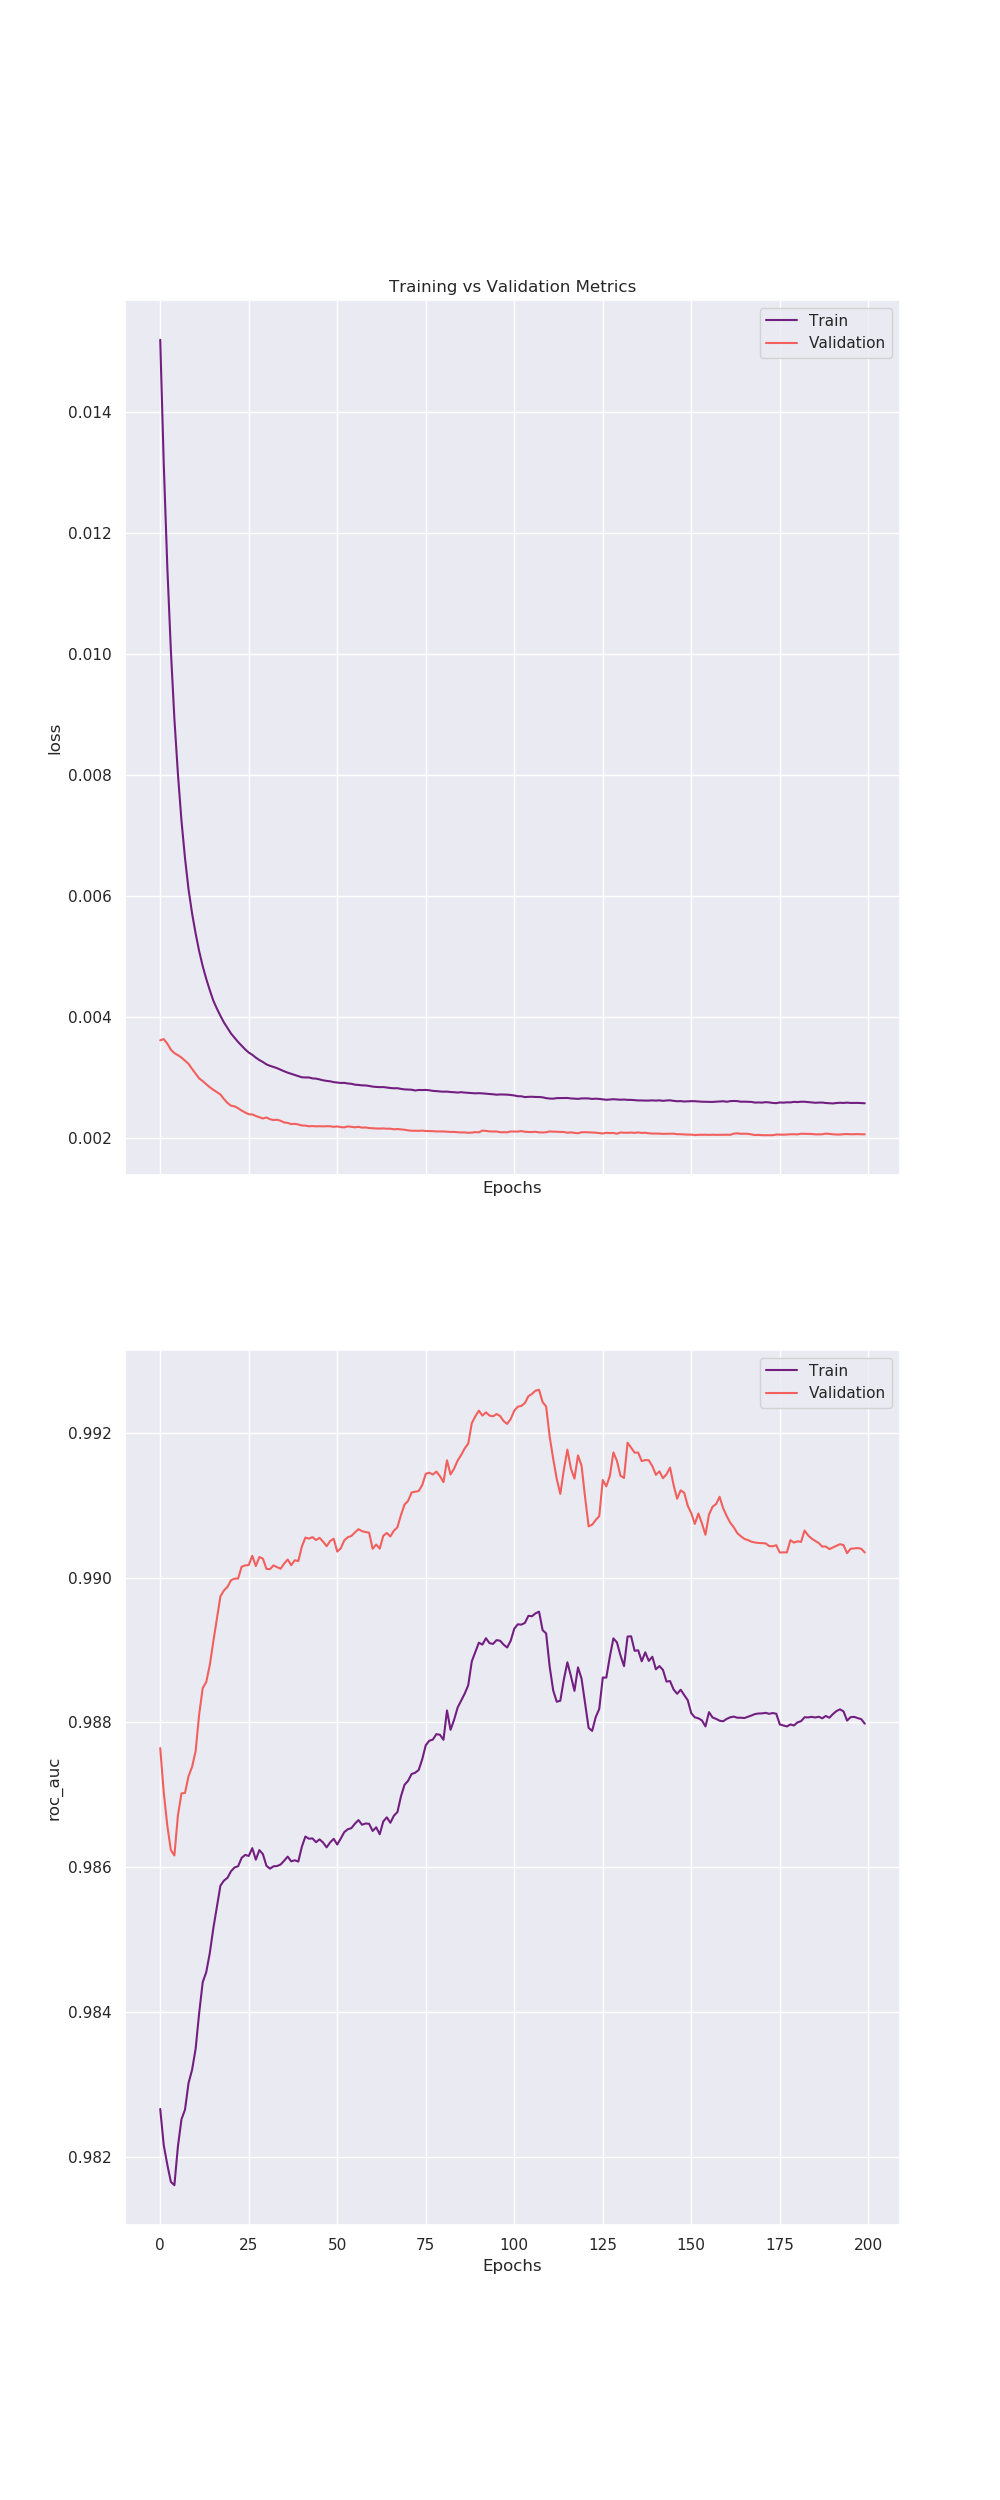 Training vs Validation Metrics
Train
Validation
0.014
0.012
0.010
0.008
0.006
0.004
0.002
loss
Epochs
Train
Validation
0.992
0.990
0.988
0.986
0.984
0.982
roc_auc
0 25 50 75 100 125 150 175 200
Epochs